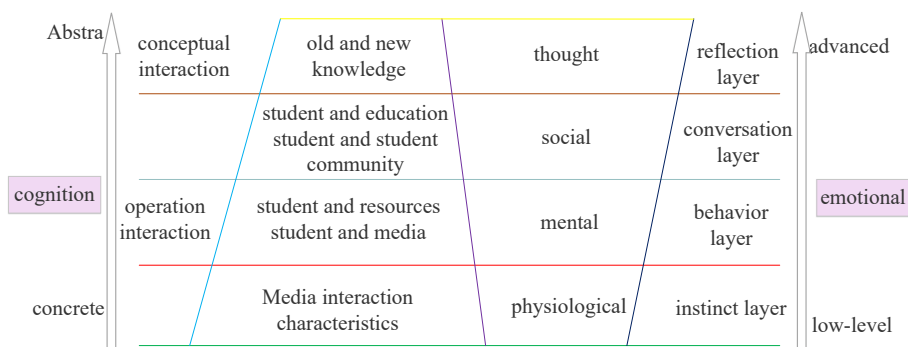 Abstra
conceptual
interaction
old and new
knowledge
thought
reflection
layer
advanced
student and education
student and student
community
social
conversation
layer
cognition
emotional
operation
interaction
student and resources
student and media
mental
behavior
layer
concrete
Media interaction
characteristics
physiological
instinct layer
low-level